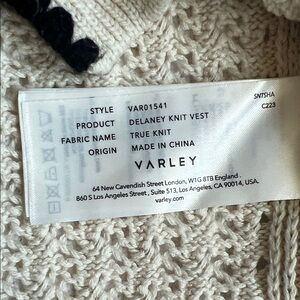 SNTSHA
C223
STYLE VAR01541
PRODUCT DELANEY KNIT VEST
FABRIC NAME TRUE KNIT
ORIGIN MADE IN CHINA
VARLEY
64 New Cavendish Street London, W1G 8TB England.
860 S Los Angeles Street, Suite 513, Los Angeles, CA 90014, USA.
varley.com